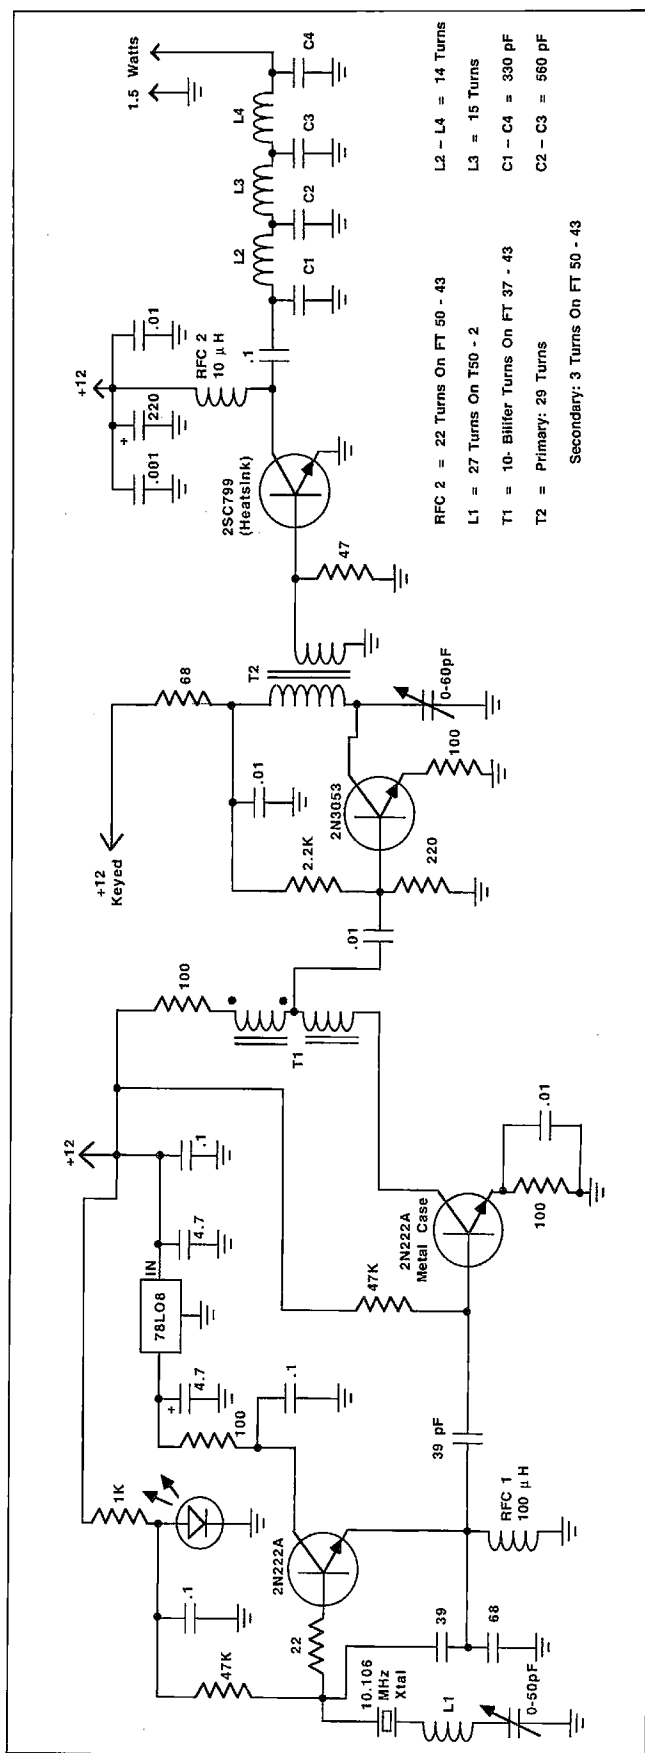 47K
.1
1K
22
10.106
MHz
Xtal
L1
0-50pF
39
68
2N222A
RFC 1
100 µH
39 pF
100
.1
+
4.7
78LO8
IN
4.7
.1
+12
47K
2N222A
Metal Case
100
.01
100
T1
.01
+12
Keyed
2.2K
220
.01
68
2N3053
100
T2
0-60pF
47
2SC799
(Heatsink)
+12
.001
+
220
.01
RFC 2
10 µH
.1
L2
L3
L4
C1
C2
C3
C4
1.5 Watts
RFC 2 = 22 Turns On FT 50 - 43
L1 = 27 Turns On T50 - 2
T1 = 10- Bilifer Turns On FT 37 - 43
T2 = Primary: 29 Turns
Secondary: 3 Turns On FT 50 - 43
L2 - L4 = 14 Turns
L3 = 15 Turns
C1 - C4 = 330 pF
C2 - C3 = 560 pF